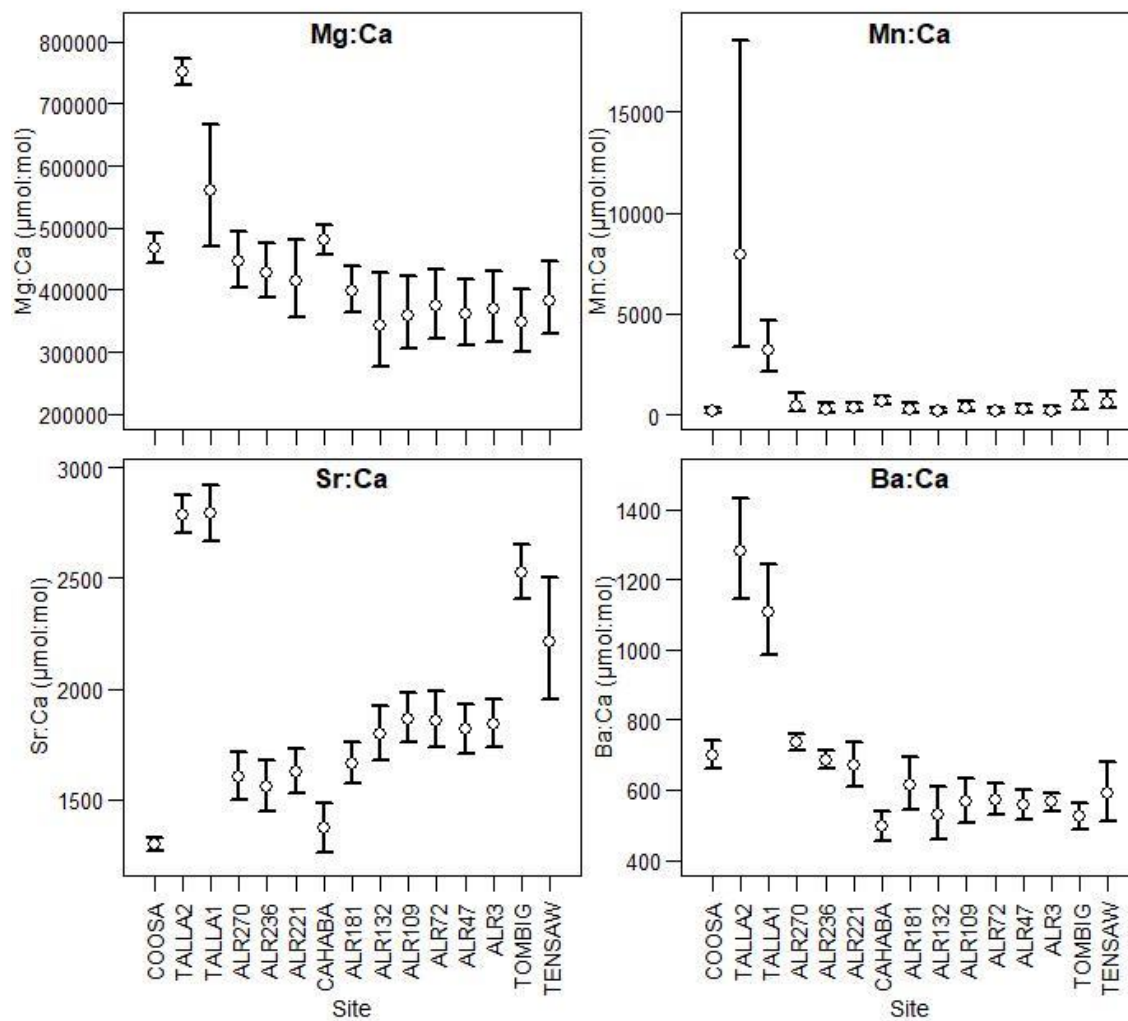 Mg:Ca
Mg:Ca (µmol:mol)
800000
700000
600000
500000
400000
300000
200000
Mn:Ca
Mn:Ca (µmol:mol)
15000
10000
5000
0
Sr:Ca
Sr:Ca (µmol:mol)
3000
2500
2000
1500
COOSA
TALLA2
TALLA1
ALR270
ALR236
ALR221
CAHABA
ALR181
ALR132
ALR109
ALR72
ALR47
ALR3
TOMBIG
TENSAW
Site
Ba:Ca
Ba:Ca (µmol:mol)
1400
1200
1000
800
600
400
COOSA
TALLA2
TALLA1
ALR270
ALR236
ALR221
CAHABA
ALR181
ALR132
ALR109
ALR72
ALR47
ALR3
TOMBIG
TENSAW
Site